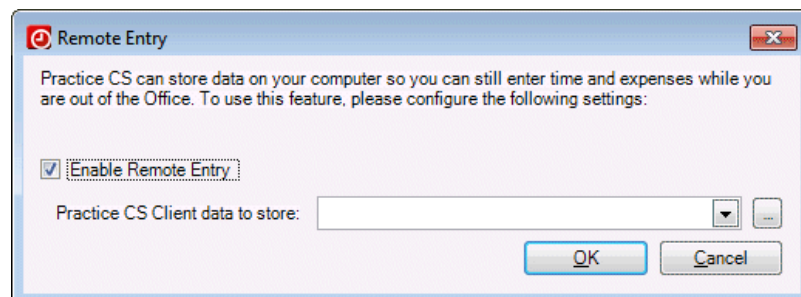 Remote Entry
Practice CS can store data on your computer so you can still enter time and expenses while you
are out of the Office. To use this feature, please configure the following settings:
Enable Remote Entry
Practice CS Client data to store:
...
OK
Cancel